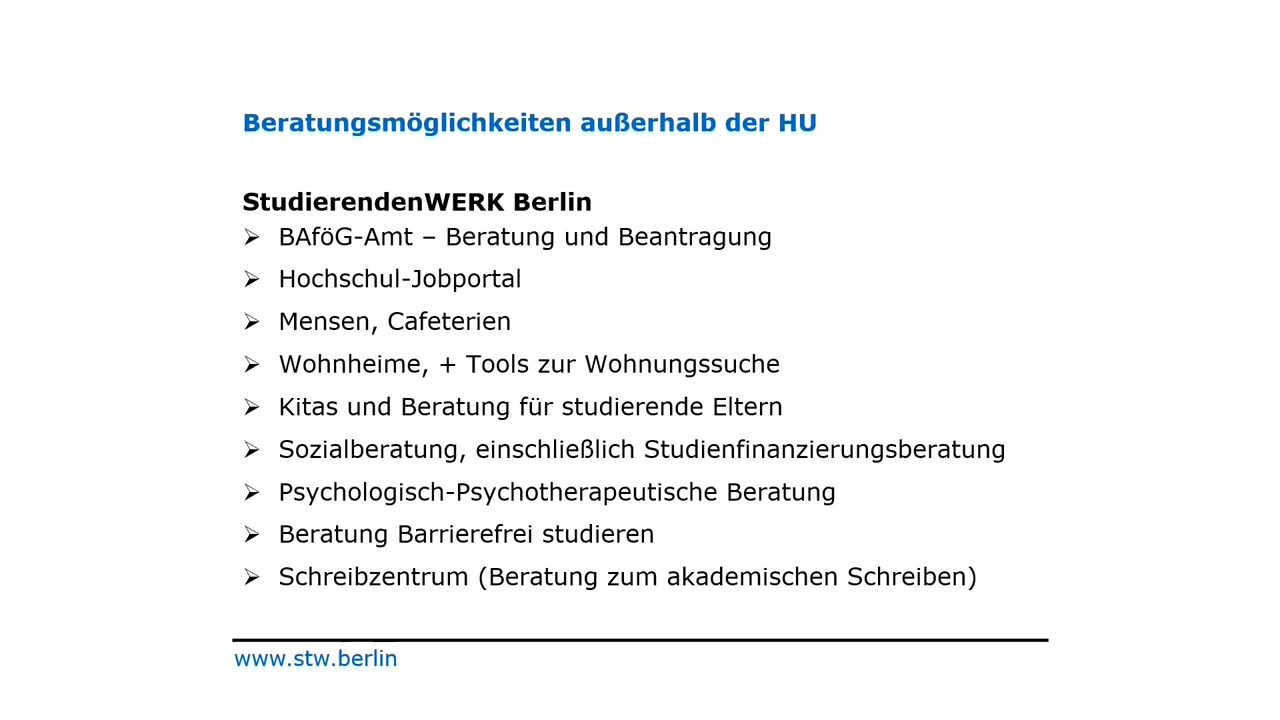 Beratungsmöglichkeiten außerhalb der HU
StudierendenWERK Berlin
➢ BAföG-Amt – Beratung und Beantragung
➢ Hochschul-Jobportal
➢ Mensen, Cafeterien
➢ Wohnheime, + Tools zur Wohnungssuche
➢ Kitas und Beratung für studierende Eltern
➢ Sozialberatung, einschließlich Studienfinanzierungsberatung
➢ Psychologisch-Psychotherapeutische Beratung
➢ Beratung Barrierefrei studieren
➢ Schreibzentrum (Beratung zum akademischen Schreiben)
www.stw.berlin